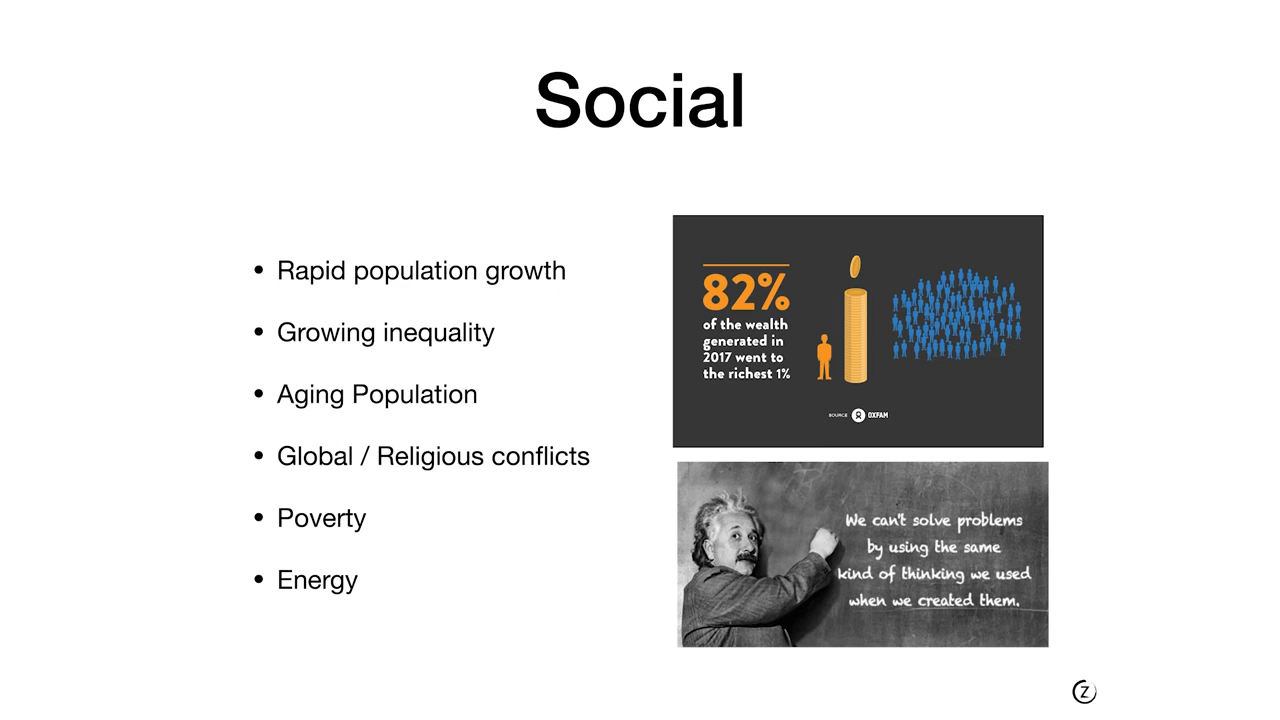 Social
• Rapid population growth
• Growing inequality
• Aging Population
• Global / Religious conflicts
• Poverty
• Energy
82%
of the wealth
generated in
2017 went to
the richest 1%
SOURCE OXFAM
We can't solve problems
by using the same
kind of thinking we used
when we created them.
Z